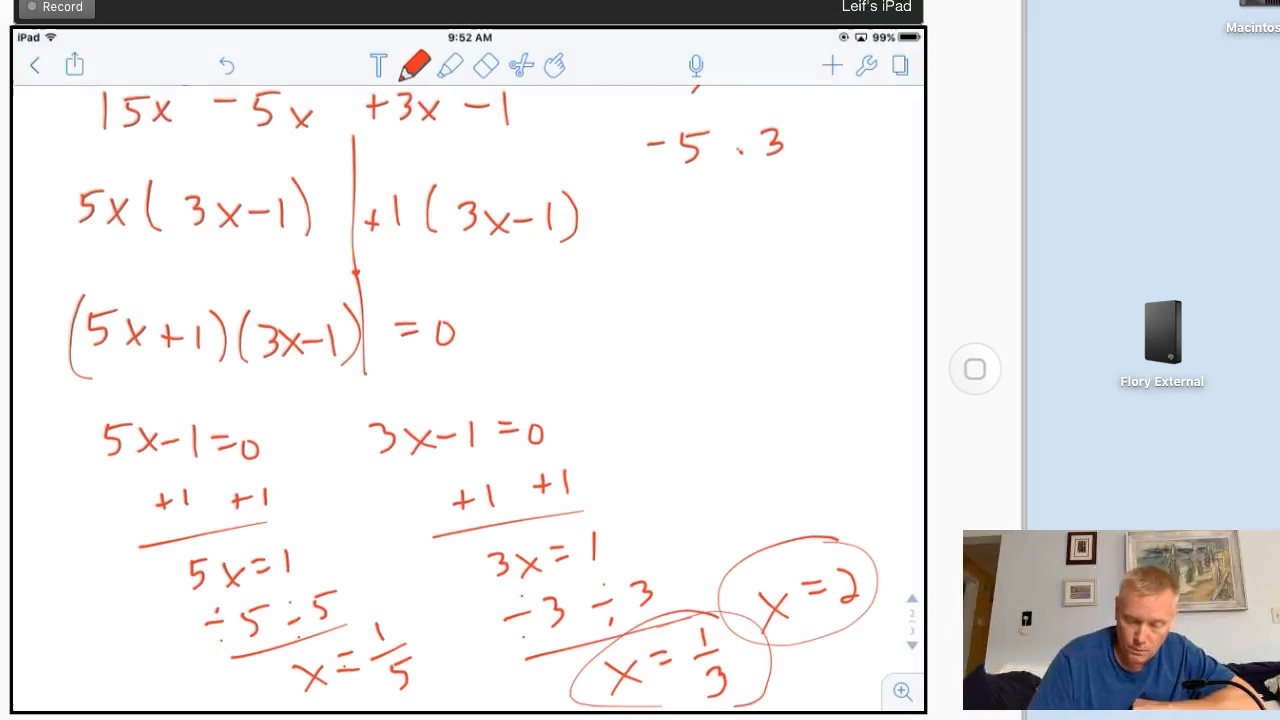 Record
Leif's iPad
Macintos
iPad
9:52 AM
99%
T
15x - 5x + 3x - 1
- 5 . 3
5x ( 3x - 1 ) + 1 ( 3x - 1 )
(5x + 1)(3x - 1) = 0
Flory External
5x - 1 = 0
3x - 1 = 0
+1 +1
+1 +1
5x = 1
3x = 1
÷5 ÷5
÷3 ÷3
x = 2
x = 1/5
x = 1/3
2
3